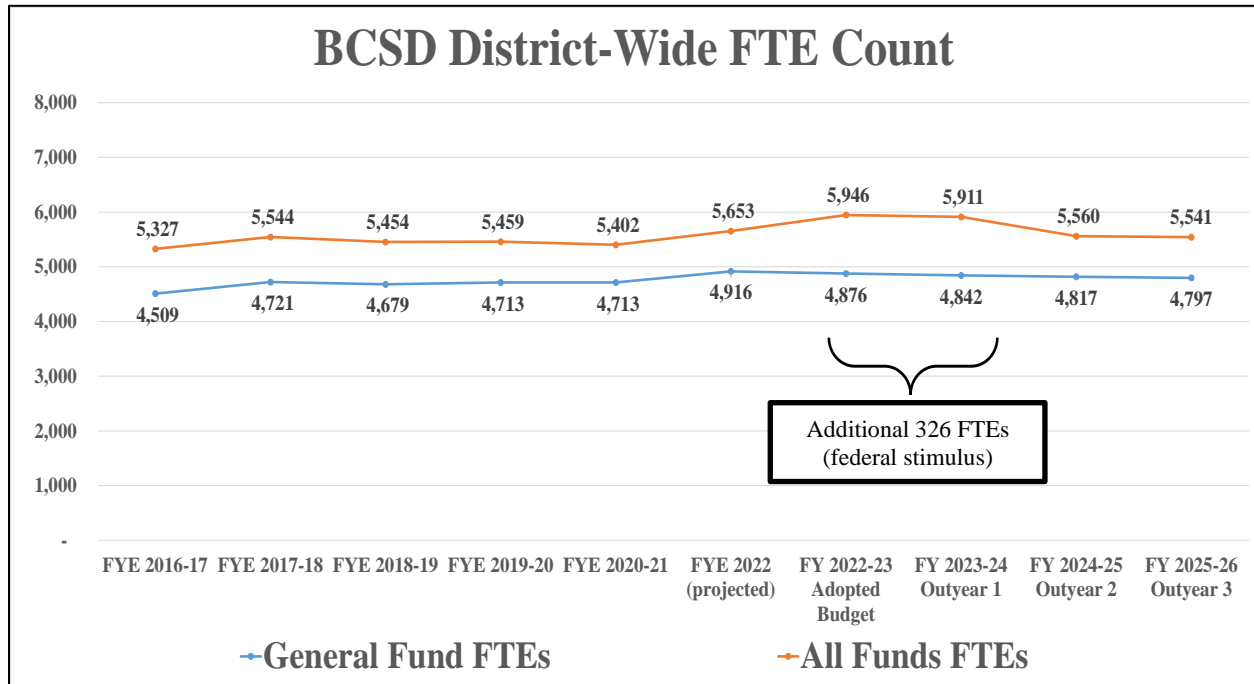 BCSD District-Wide FTE Count
8,000
7,000
6,000
5,000
4,000
3,000
2,000
1,000
-
5,327
5,544
5,454
5,459
5,402
5,653
5,946
5,911
5,560
5,541
4,509
4,721
4,679
4,713
4,713
4,916
4,876
4,842
4,817
4,797
Additional 326 FTEs
(federal stimulus)
FYE 2016-17
FYE 2017-18
FYE 2018-19
FYE 2019-20
FYE 2020-21
FYE 2022
(projected)
FY 2022-23
Adopted
Budget
FY 2023-24
Outyear 1
FY 2024-25
Outyear 2
FY 2025-26
Outyear 3
General Fund FTEs
All Funds FTEs